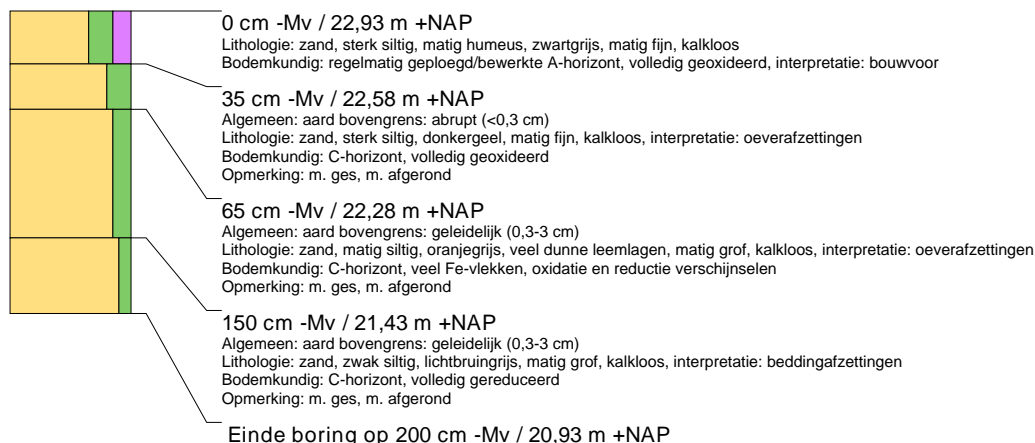 0 cm -Mv / 22,93 m +NAP
Lithologie: zand, sterk siltig, matig humeus, zwartgrijs, matig fijn, kalkloos
Bodemkundig: regelmatig geploegd/bewerkte A-horizont, volledig geoxideerd, interpretatie: bouwvoor
35 cm -Mv / 22,58 m +NAP
Algemeen: aard bovengrens: abrupt (<0,3 cm)
Lithologie: zand, sterk siltig, donkergeel, matig fijn, kalkloos, interpretatie: oeverafzettingen
Bodemkundig: C-horizont, volledig geoxideerd
Opmerking: m. ges, m. afgerond
65 cm -Mv / 22,28 m +NAP
Algemeen: aard bovengrens: geleidelijk (0,3-3 cm)
Lithologie: zand, matig siltig, oranjegrijs, veel dunne leemlagen, matig grof, kalkloos, interpretatie: oeverafzettingen
Bodemkundig: C-horizont, veel Fe-vlekken, oxidatie en reductie verschijnselen
Opmerking: m. ges, m. afgerond
150 cm -Mv / 21,43 m +NAP
Algemeen: aard bovengrens: geleidelijk (0,3-3 cm)
Lithologie: zand, zwak siltig, lichtbruingrijs, matig grof, kalkloos, interpretatie: beddingafzettingen
Bodemkundig: C-horizont, volledig gereduceerd
Opmerking: m. ges, m. afgerond
Einde boring op 200 cm -Mv / 20,93 m +NAP